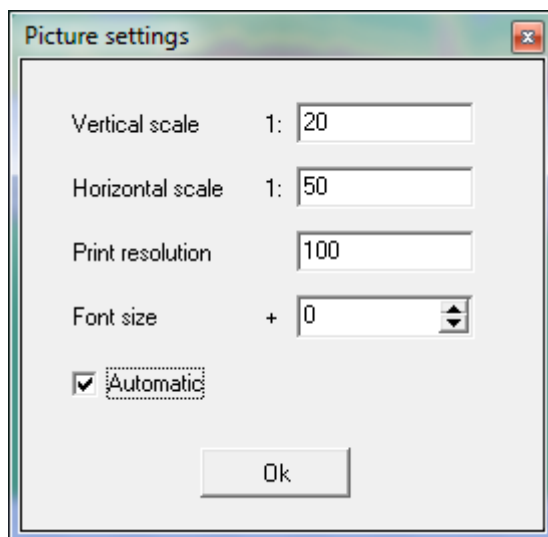 Picture settings
Vertical scale 1: 20
Horizontal scale 1: 50
Print resolution 100
Font size + 0
Automatic
Ok